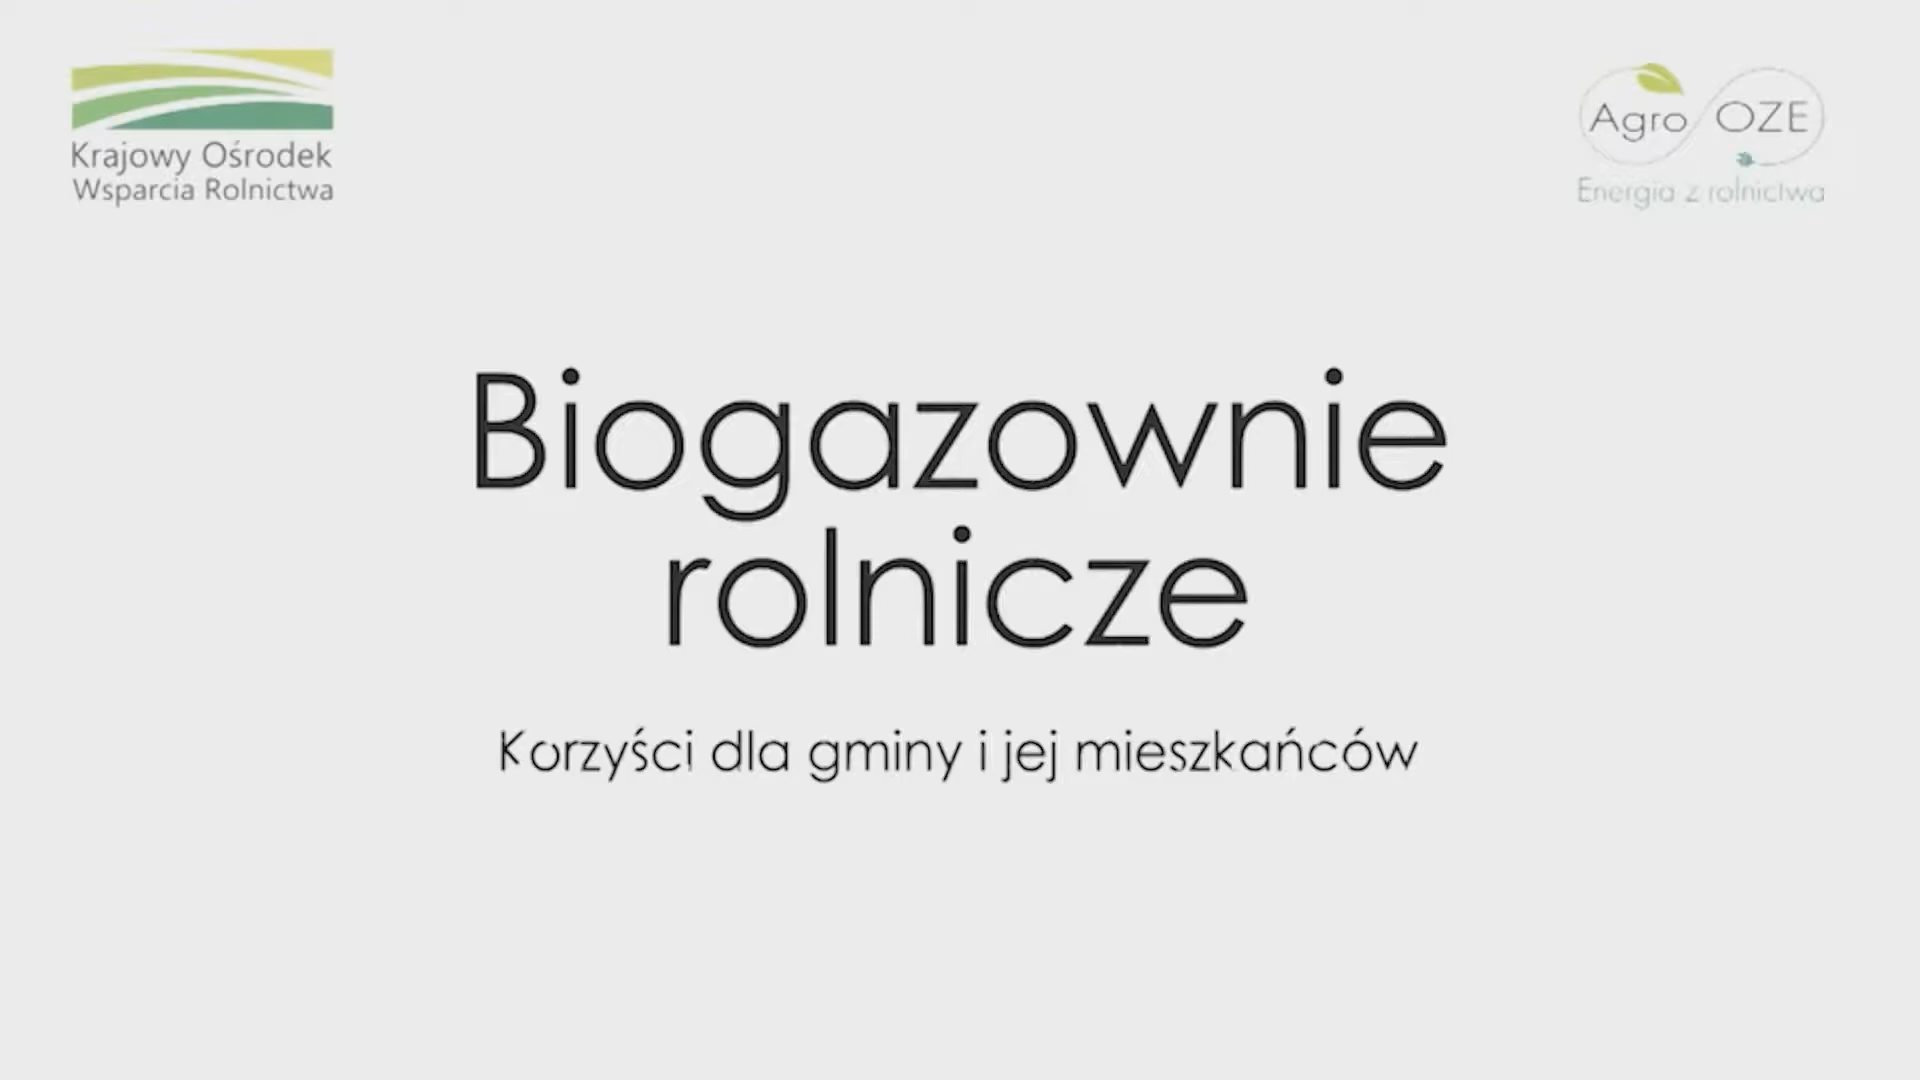 Krajowy Ośrodek
Wsparcia Rolnictwa
Agro OZE
Energia z rolnictwa
Biogazownie
rolnicze
Korzyści dla gminy i jej mieszkańców